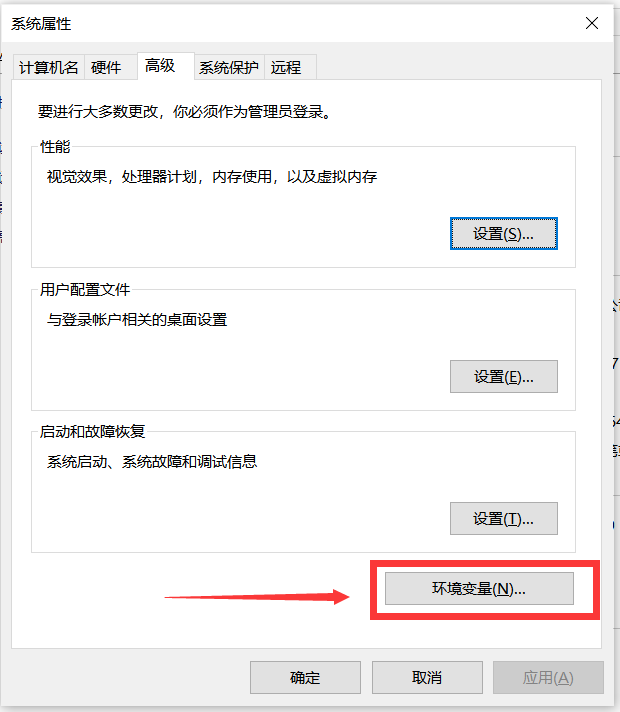 系统属性
计算机名 硬件 高级 系统保护 远程
要进行大多数更改，你必须作为管理员登录。
性能
视觉效果，处理器计划，内存使用，以及虚拟内存
设置(S)...
用户配置文件
与登录帐户相关的桌面设置
设置(E)...
启动和故障恢复
系统启动、系统故障和调试信息
设置(T)...
环境变量(N)...
确定 取消 应用(A)